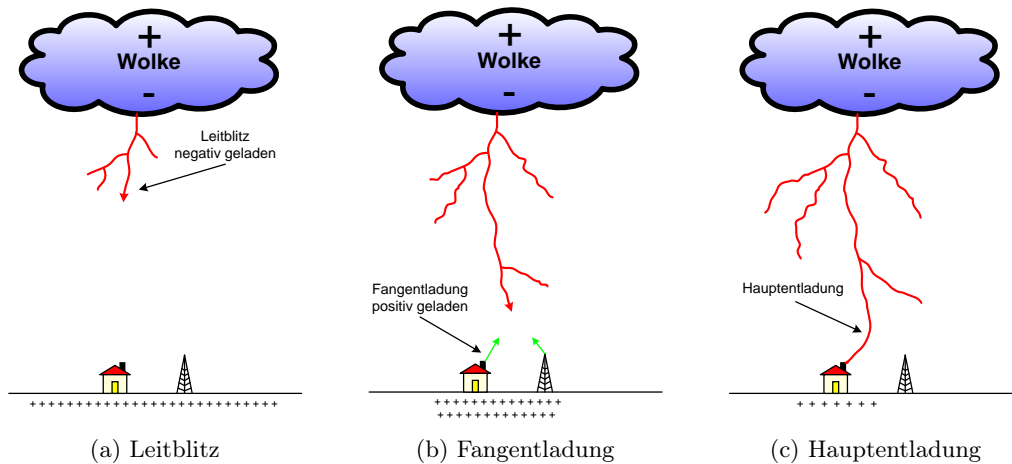 +
Wolke
-
Leitblitz
negativ geladen
+ + + + + + + + + + + + + + + + + + + + + + + + + + + +
(a) Leitblitz
+
Wolke
-
Fangentladung
positiv geladen
+ + + + + + + + + + + + + +
+ + + + + + + + + + + + +
(b) Fangentladung
+
Wolke
-
Hauptentladung
+ + + + + + +
(c) Hauptentladung